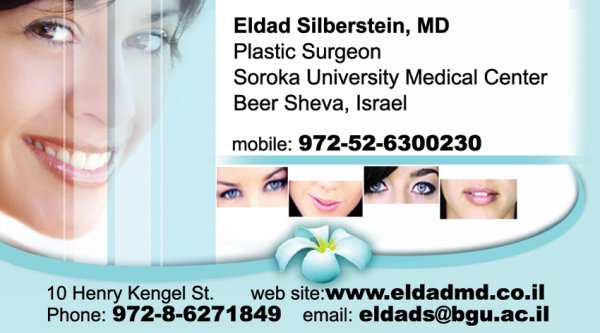 Eldad Silberstein, MD
Plastic Surgeon
Soroka University Medical Center
Beer Sheva, Israel
mobile: 972-52-6300230
10 Henry Kengel St. web site:www.eldadmd.co.il
Phone: 972-8-6271849 email: eldads@bgu.ac.il